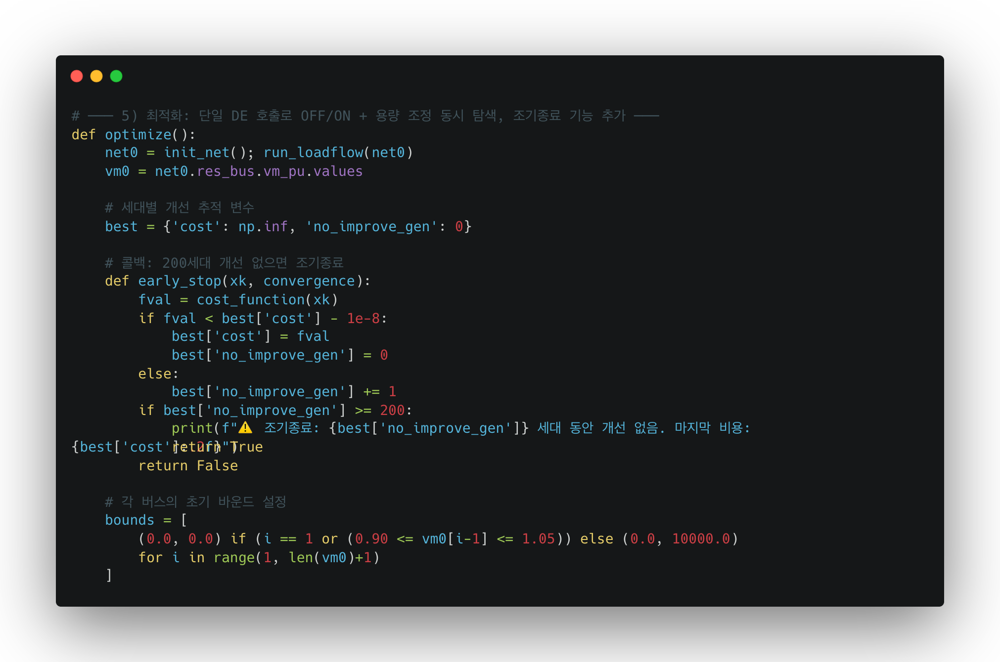 # ─── 5) 최적화: 단일 DE 호출로 OFF/ON + 용량 조정 동시 탐색, 조기종료 기능 추가 ───
def optimize():
    net0 = init_net(); run_loadflow(net0)
    vm0 = net0.res_bus.vm_pu.values

    # 세대별 개선 추적 변수
    best = {'cost': np.inf, 'no_improve_gen': 0}

    # 콜백: 200세대 개선 없으면 조기종료
    def early_stop(xk, convergence):
        fval = cost_function(xk)
        if fval < best['cost'] - 1e-8:
            best['cost'] = fval
            best['no_improve_gen'] = 0
        else:
            best['no_improve_gen'] += 1
        if best['no_improve_gen'] >= 200:
            print(f"⚠️ 조기종료: {best['no_improve_gen']} 세대 동안 개선 없음. 마지막 비용:
{best['cost']:.2f}")
            return True
        return False

    # 각 버스의 초기 바운드 설정
    bounds = [
        (0.0, 0.0) if (i == 1 or (0.90 <= vm0[i-1] <= 1.05)) else (0.0, 10000.0)
        for i in range(1, len(vm0)+1)
    ]